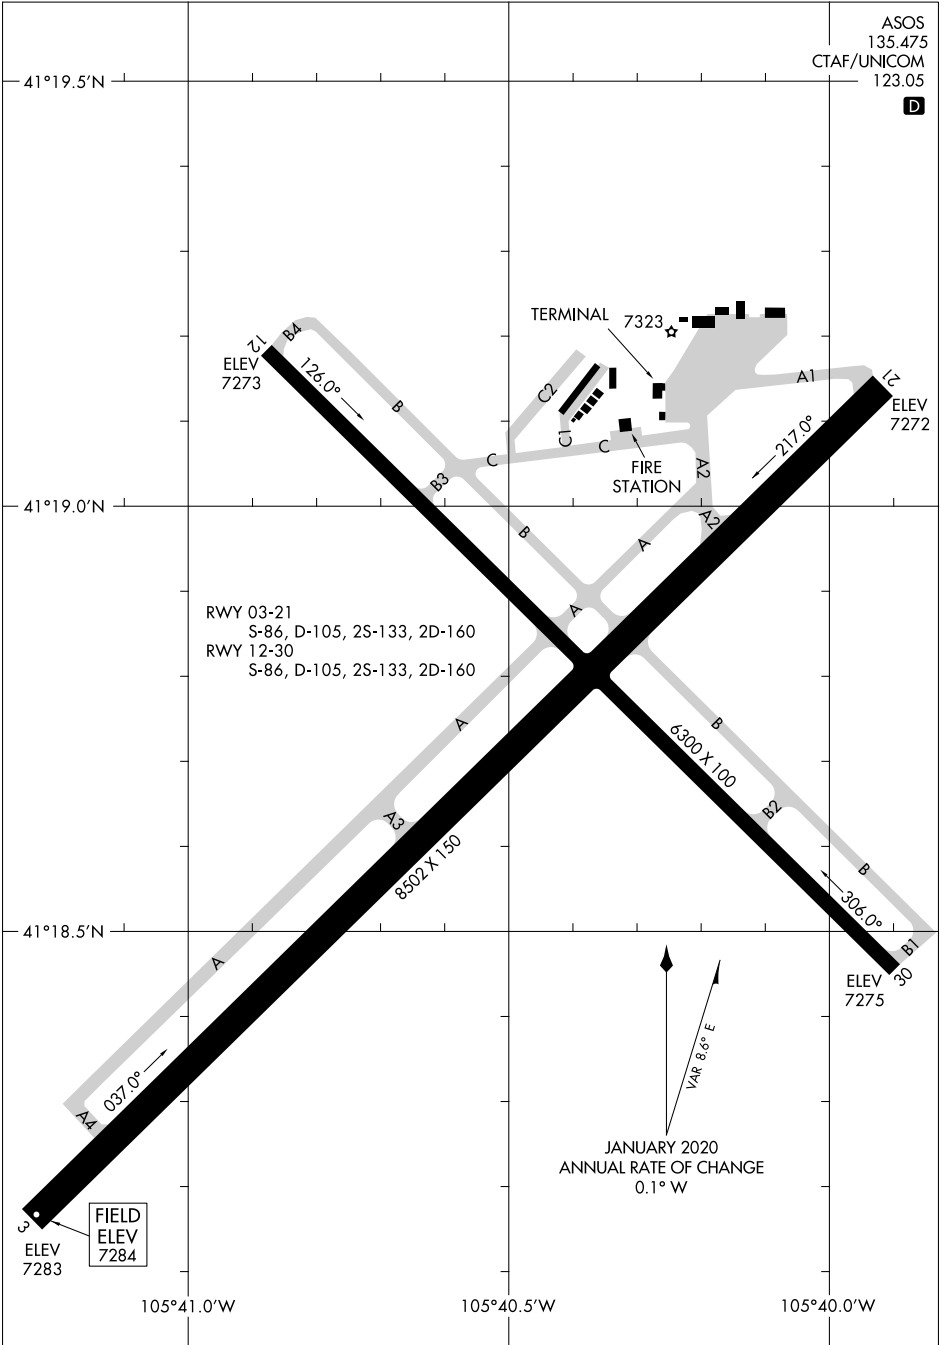 ASOS
135.475
CTAF/UNICOM
123.05
D
41°19.5'N
TERMINAL
7323
12
B4
ELEV
7273
126.0°
B
C2
C1
A1
21
ELEV
7272
217.0°
C
C
FIRE
STATION
A2
B3
41°19.0'N
A2
B
A
A
RWY 03-21
S-86, D-105, 2S-133, 2D-160
RWY 12-30
S-86, D-105, 2S-133, 2D-160
A
B
6300 X 100
B2
A3
8502 X 150
B
306.0°
41°18.5'N
A
B1
30
ELEV
7275
VAR 8.6° E
037.0°
A4
JANUARY 2020
ANNUAL RATE OF CHANGE
0.1° W
3
FIELD
ELEV
7284
ELEV
7283
105°41.0'W
105°40.5'W
105°40.0'W